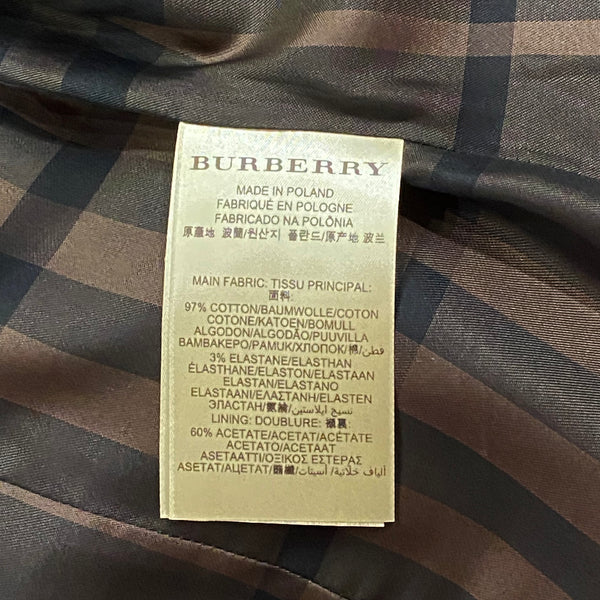 BURBERRY
MADE IN POLAND
FABRIQUÉ EN POLOGNE
FABRICADO NA POLÔNIA
原產地 波蘭/원산지 폴란드/原产地 波兰
MAIN FABRIC: TISSU PRINCIPAL:
面料:
97% COTTON/BAUMWOLLE/COTON
COTONE/KATOEN/BOMULL
ALGODON/ALGODÃO/PUUVILLA
BAMBAKEPO/PAMUK/ХЛОПОК/棉/قطن
3% ELASTANE/ELASTHAN
ÉLASTHANE/ELASTON/ELASTAAN
ELASTAN/ELASTANO
ELASTAANI/ELASTANH/ELASTEN
ЭЛАСТАН/氨綸/نسيج ايلاستين
LINING: DOUBLURE: 裏:
60% ACETATE/ACETAT/ACÉTATE
ACETATO/ACETAAT
ASETAATTI/ΟΞΙΚΟΣ ΕΣΤΕΡΑΣ
ASETAT/АЦЕТАТ/醋纖/أسيتات/ألياف خلاتية